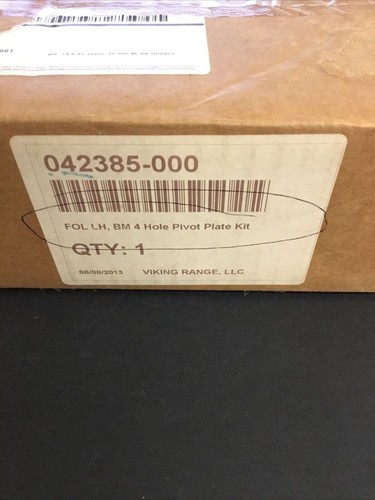 042385-000
FOL LH, BM 4 Hole Pivot Plate Kit
QTY: 1
08/08/2013 VIKING RANGE, LLC